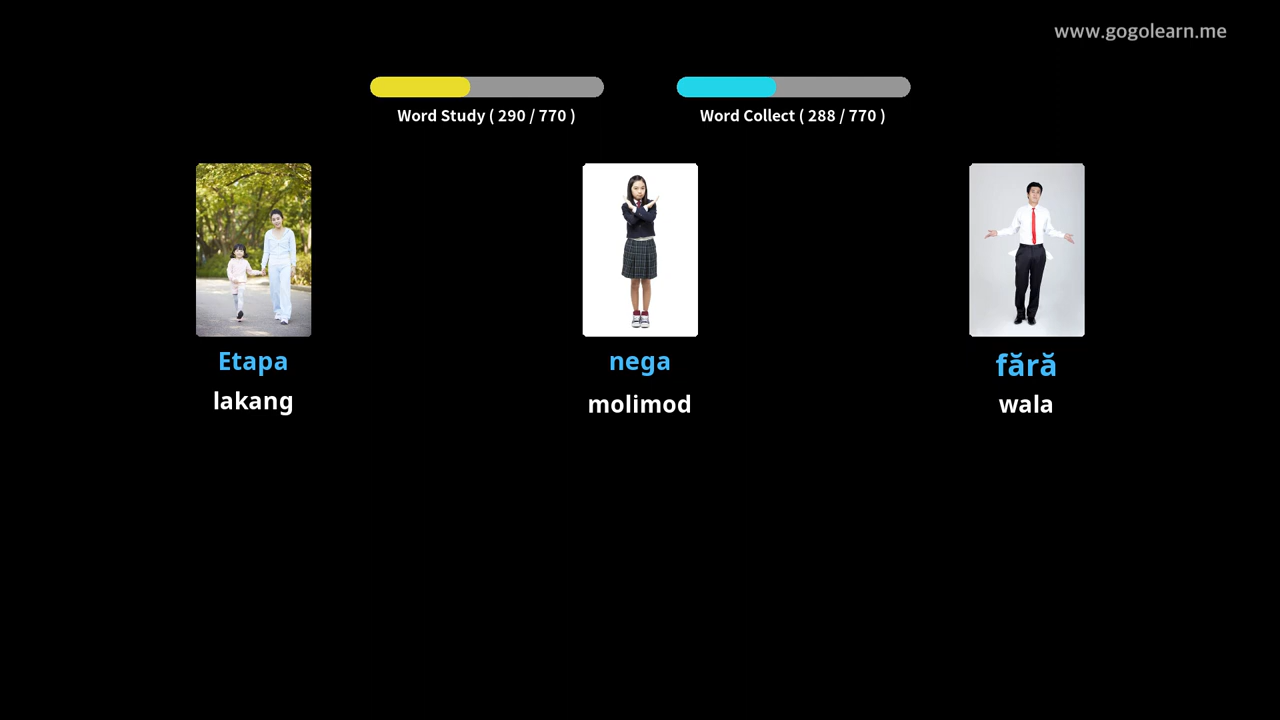 www.gogolearn.me
Word Study ( 290 / 770 )
Word Collect ( 288 / 770 )
Etapa
lakang
nega
molimod
fără
wala